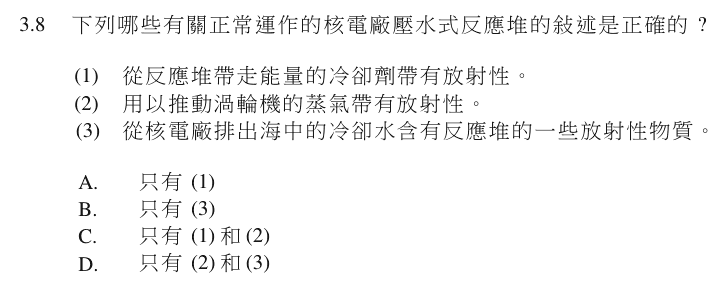 3.8 下列哪些有關正常運作的核電廠壓水式反應堆的敍述是正確的？
(1) 從反應堆帶走能量的冷卻劑帶有放射性。
(2) 用以推動渦輪機的蒸氣帶有放射性。
(3) 從核電廠排出海中的冷卻水含有反應堆的一些放射性物質。
A. 只有 (1)
B. 只有 (3)
C. 只有 (1) 和 (2)
D. 只有 (2) 和 (3)